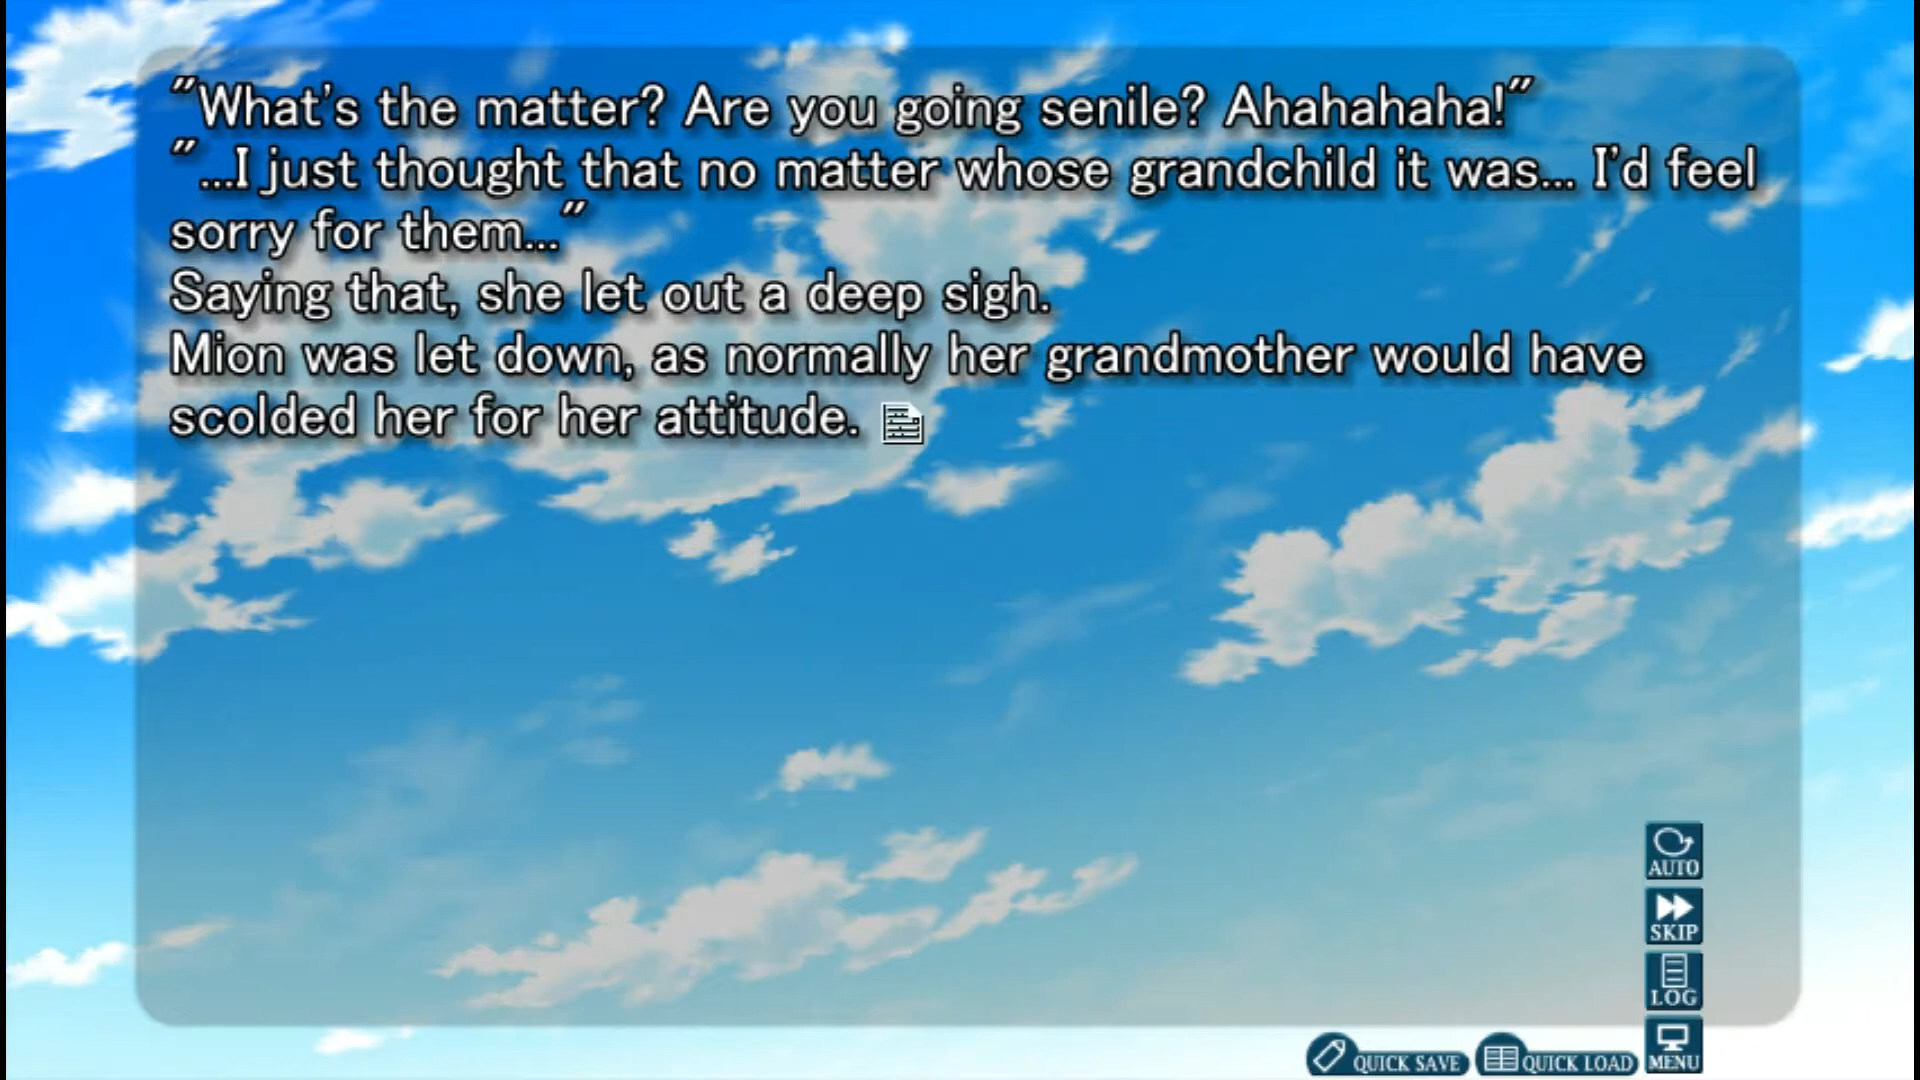 "What's the matter? Are you going senile? Ahahahaha!"
"...I just thought that no matter whose grandchild it was... I'd feel
sorry for them..."
Saying that, she let out a deep sigh.
Mion was let down, as normally her grandmother would have
scolded her for her attitude.
AUTO
SKIP
LOG
MENU
QUICK SAVE
QUICK LOAD